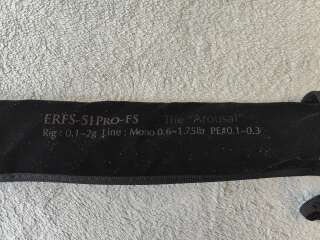 ERFS-51PRO-FS The "Arousal"
Rig : 0.1~2g Line : Mono 0.6~1.75lb PE#0.1~0.3